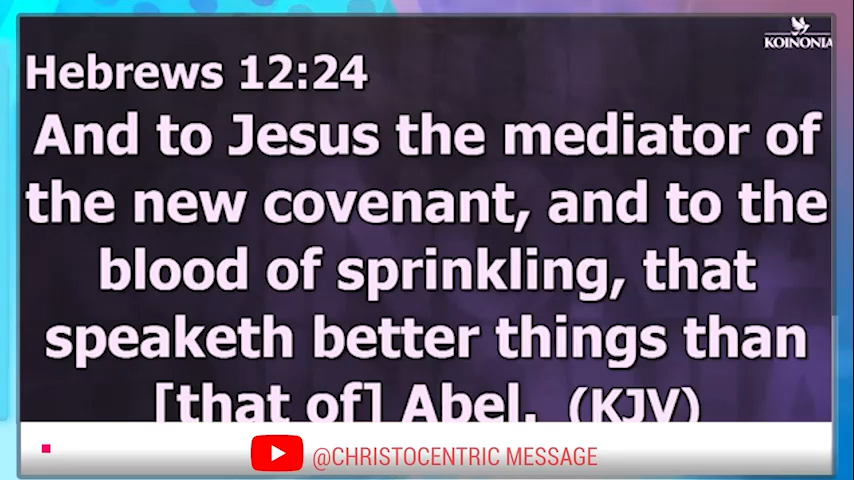 KOINONIA
Hebrews 12:24
And to Jesus the mediator of
the new covenant, and to the
blood of sprinkling, that
speaketh better things than
[that of] Abel. (KJV)
@CHRISTOCENTRIC MESSAGE